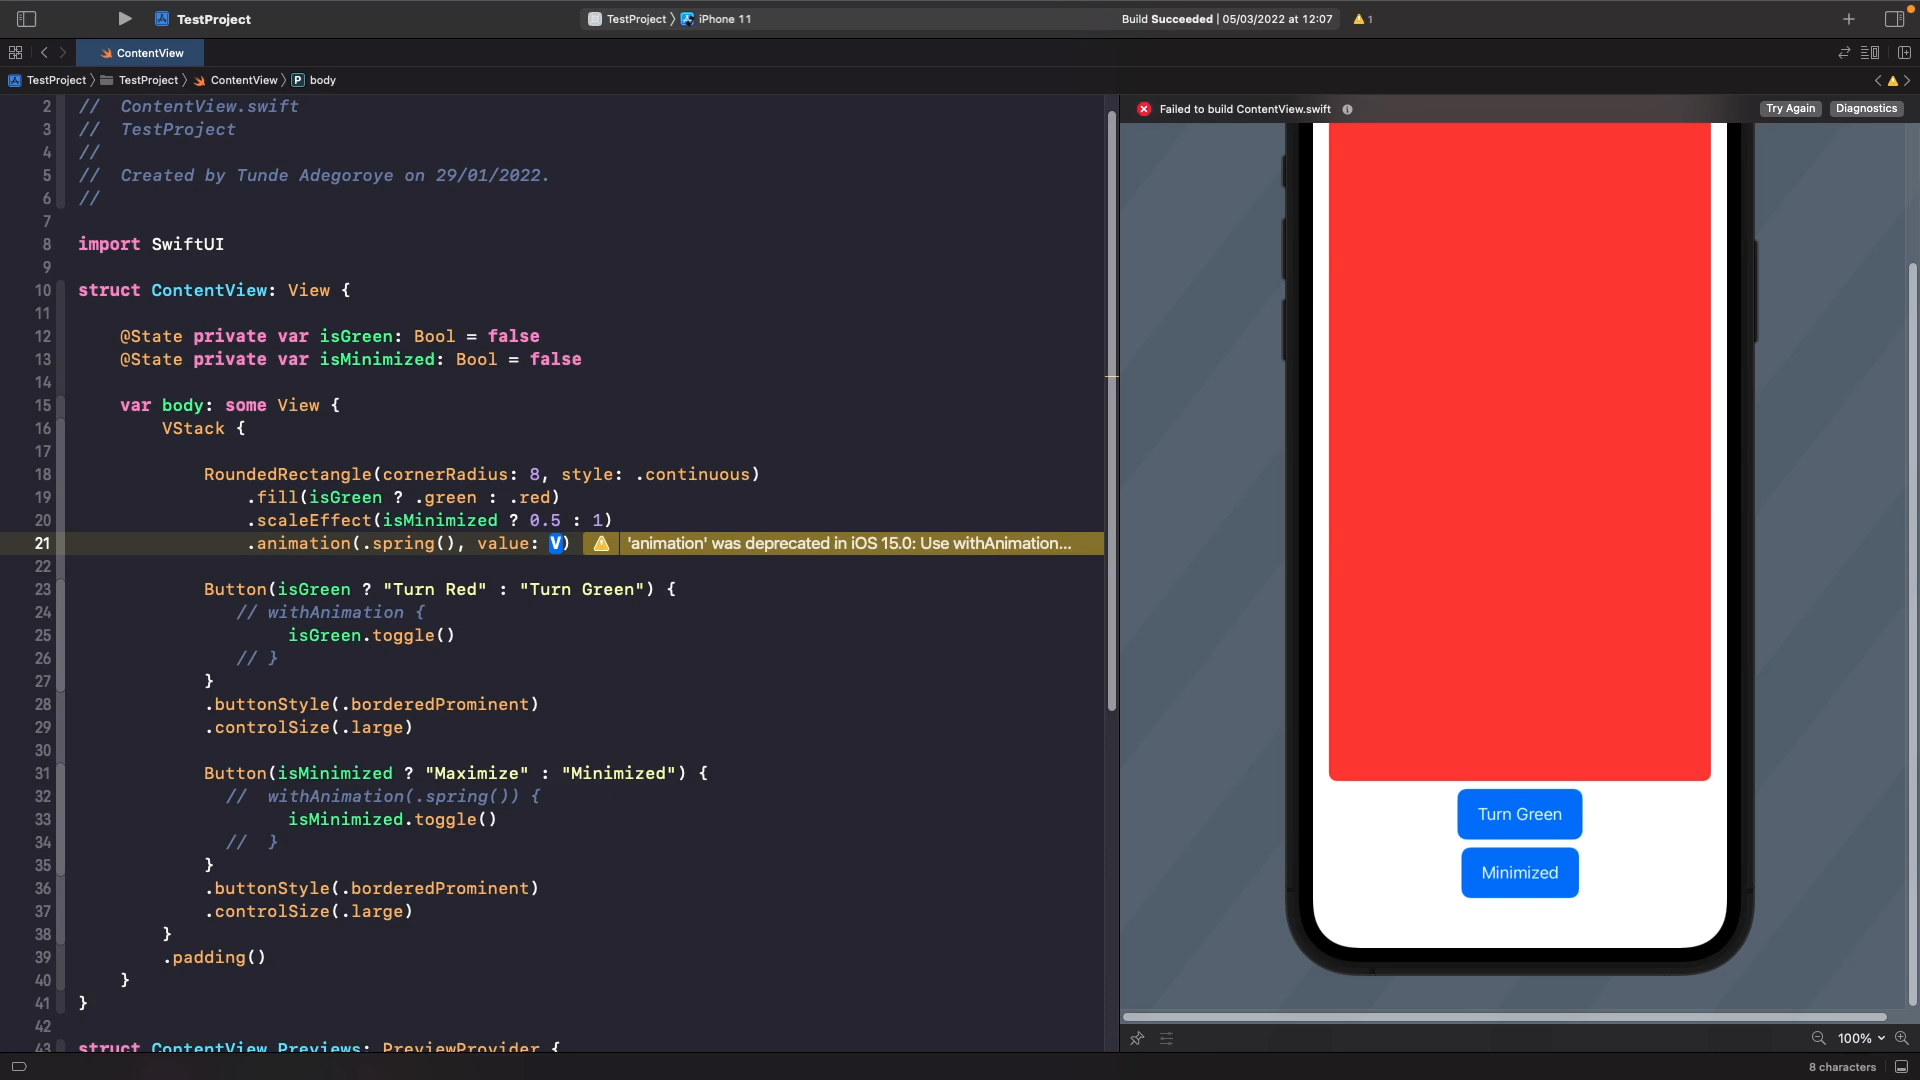 TestProject
TestProject
iPhone 11
Build Succeeded | 05/03/2022 at 12:07
1
ContentView
TestProject
TestProject
ContentView
P body
2 // ContentView.swift
3 // TestProject
4 //
5 // Created by Tunde Adegoroye on 29/01/2022.
6 //
7
8 import SwiftUI
9
10 struct ContentView: View {
11
12 @State private var isGreen: Bool = false
13 @State private var isMinimized: Bool = false
14
15 var body: some View {
16 VStack {
17
18 RoundedRectangle(cornerRadius: 8, style: .continuous)
19 .fill(isGreen ? .green : .red)
20 .scaleEffect(isMinimized ? 0.5 : 1)
21 .animation(.spring(), value: V) 'animation' was deprecated in iOS 15.0: Use withAnimation...
22
23 Button(isGreen ? "Turn Red" : "Turn Green") {
24 // withAnimation {
25 isGreen.toggle()
26 // }
27 }
28 .buttonStyle(.borderedProminent)
29 .controlSize(.large)
30
31 Button(isMinimized ? "Maximize" : "Minimized") {
32 // withAnimation(.spring()) {
33 isMinimized.toggle()
34 // }
35 }
36 .buttonStyle(.borderedProminent)
37 .controlSize(.large)
38 }
39 .padding()
40 }
41 }
42
43 struct ContentView_Previews: PreviewProvider {
Failed to build ContentView.swift
Try Again
Diagnostics
Turn Green
Minimized
100%
8 characters